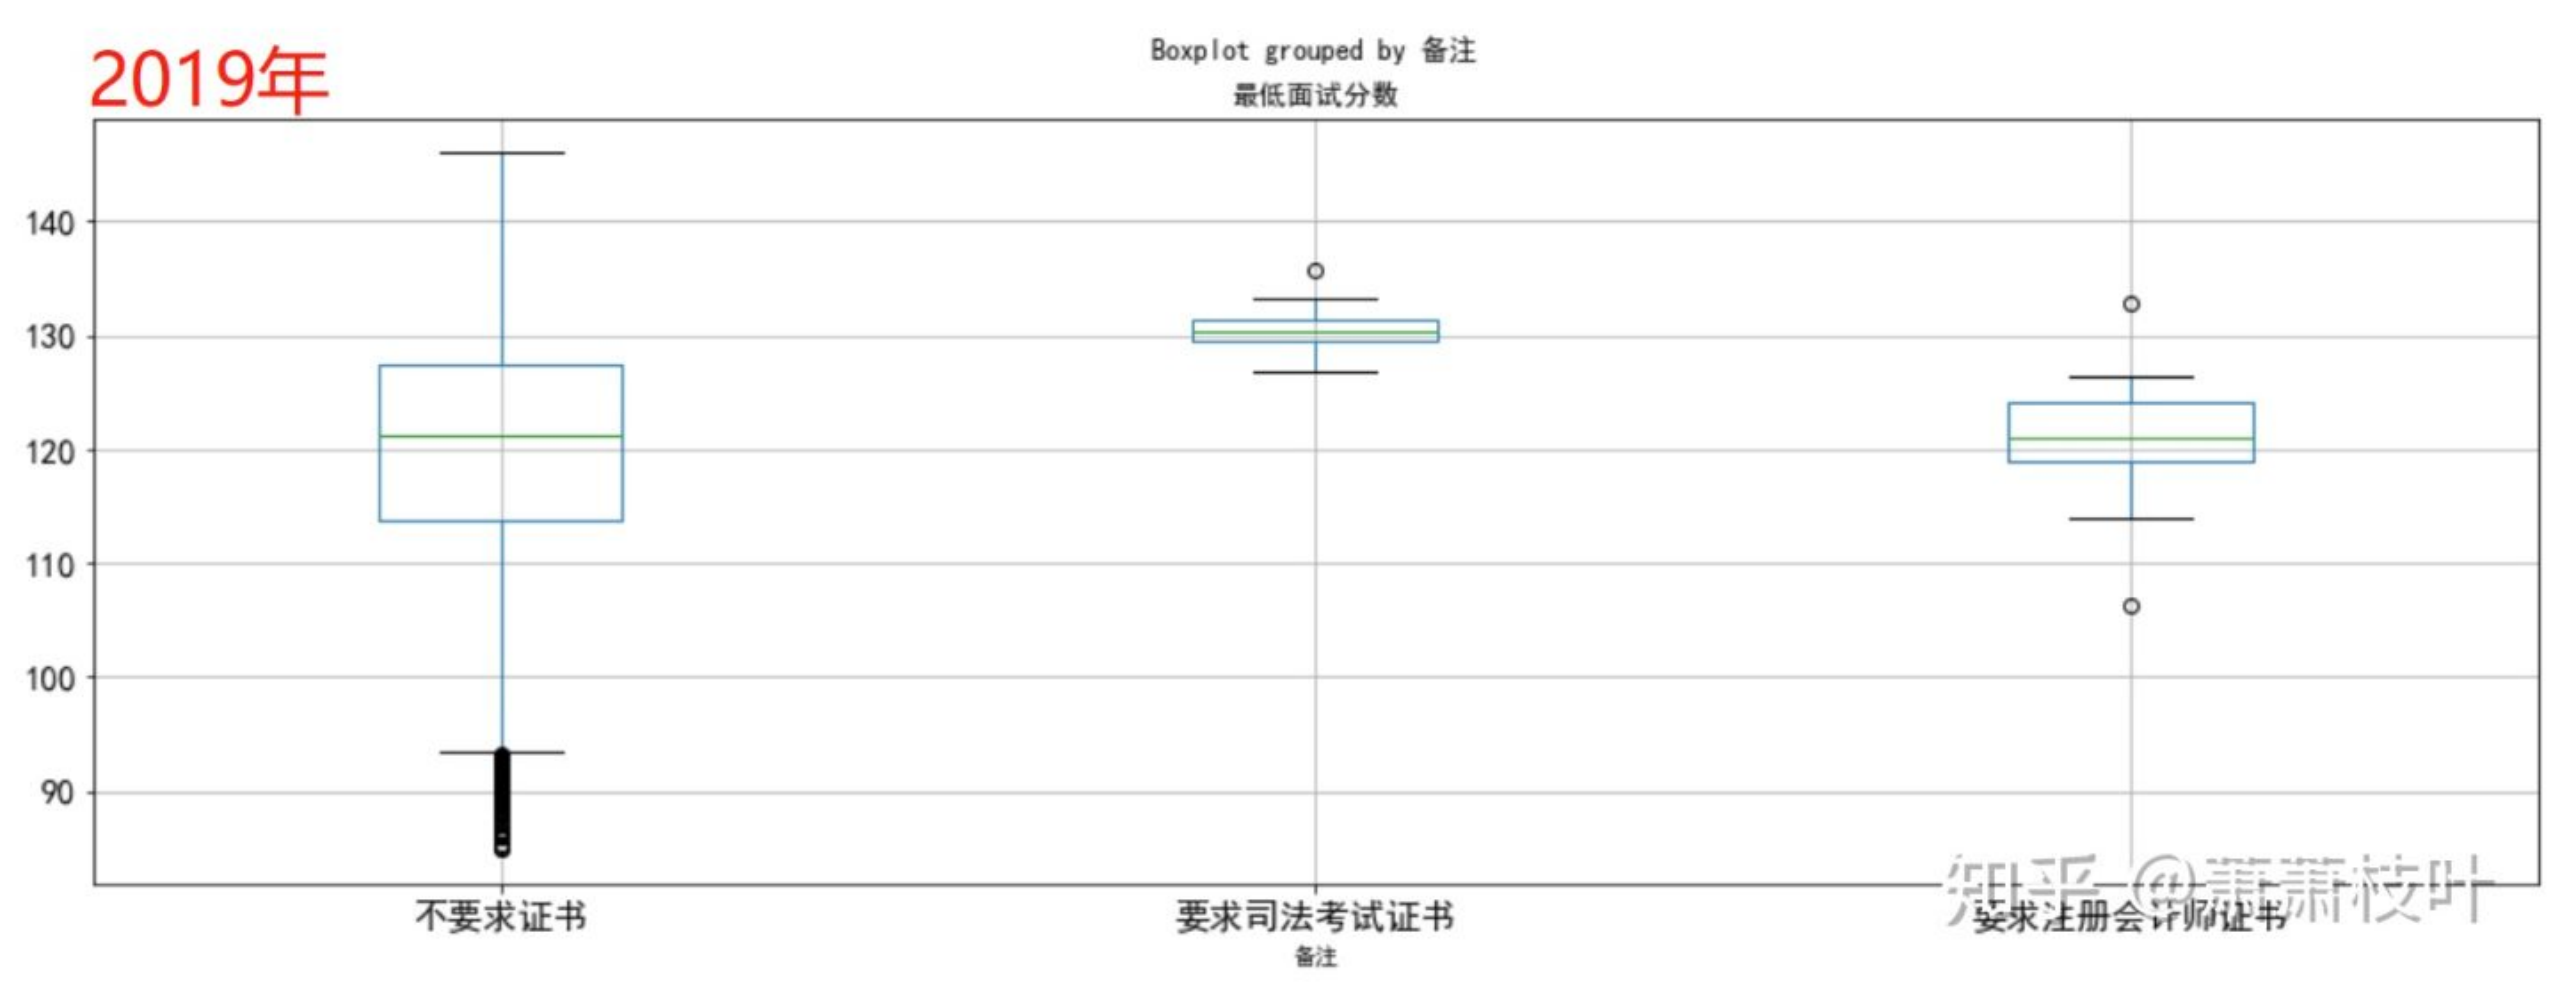 2019年
Boxplot grouped by 备注
最低面试分数
140
130
120
110
100
90
不要求证书
要求司法考试证书
要求注册会计师证书
备注
知乎 @萧萧枝叶